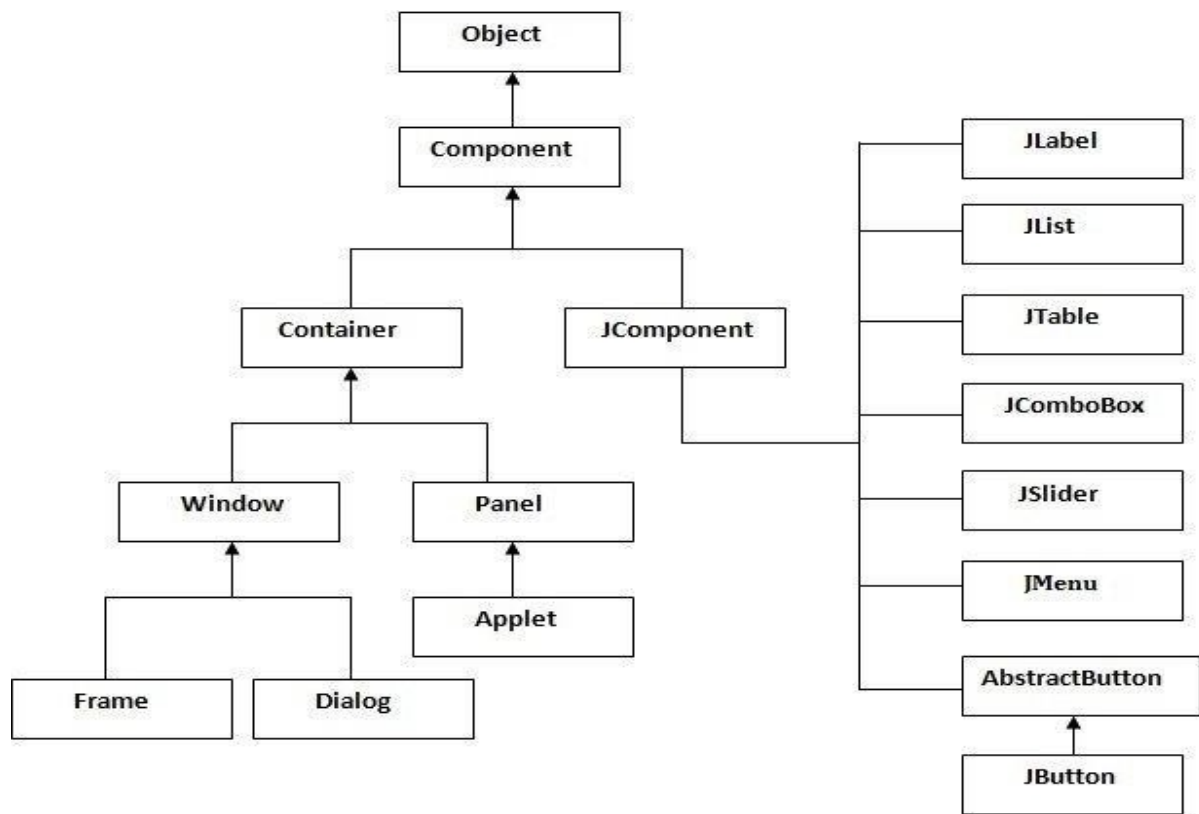 Object
Component
Container
JComponent
Window
Panel
Applet
Frame
Dialog
JLabel
JList
JTable
JComboBox
JSlider
JMenu
AbstractButton
JButton